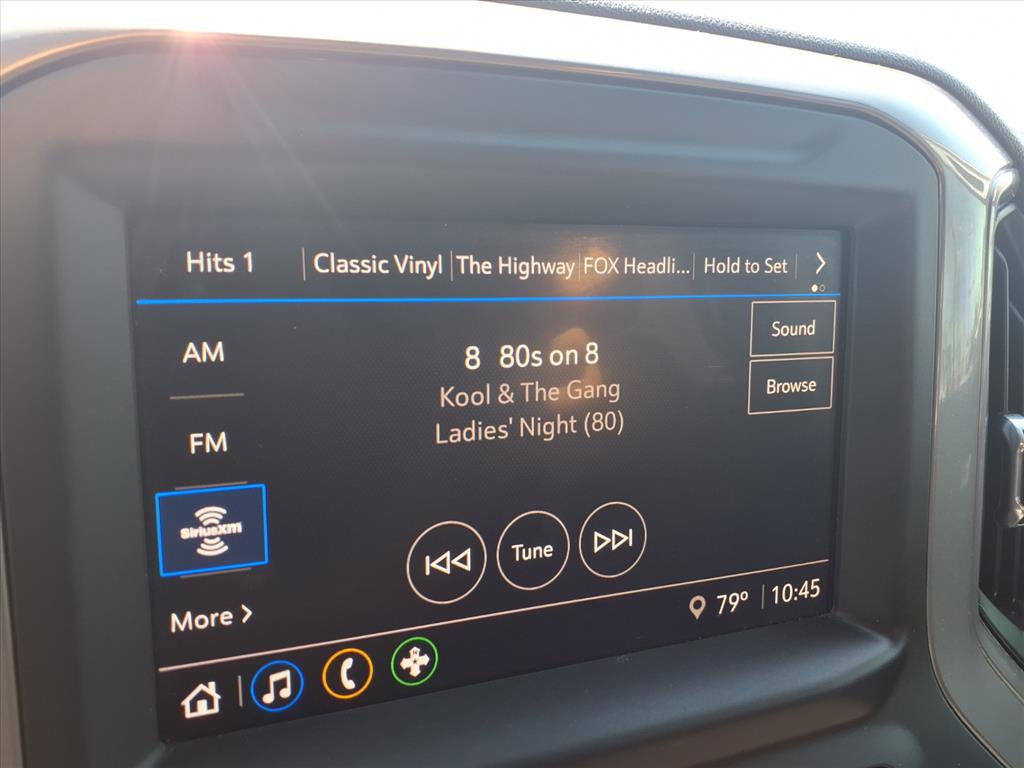 Hits 1 Classic Vinyl The Highway FOX Headli... Hold to Set
Sound
AM
8 80s on 8
Browse
Kool & The Gang
Ladies' Night (80)
FM
SiriusXM
Tune
More
79° 10:45
N